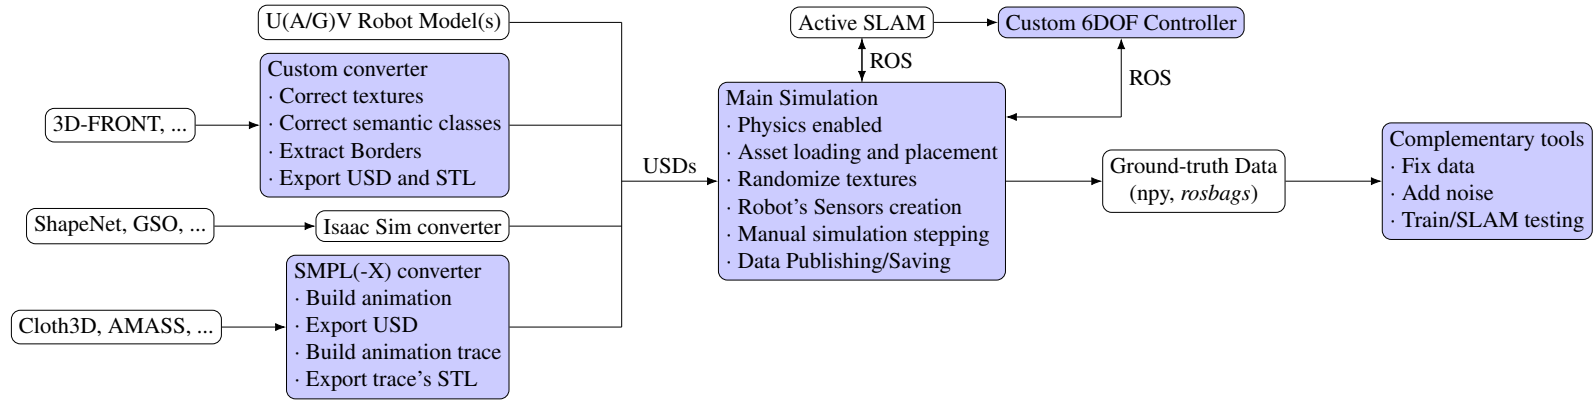 U(A/G)V Robot Model(s)
3D-FRONT, ...
Custom converter
· Correct textures
· Correct semantic classes
· Extract Borders
· Export USD and STL
ShapeNet, GSO, ...
Isaac Sim converter
Cloth3D, AMASS, ...
SMPL(-X) converter
· Build animation
· Export USD
· Build animation trace
· Export trace's STL
USDs
Active SLAM
Custom 6DOF Controller
ROS
ROS
Main Simulation
· Physics enabled
· Asset loading and placement
· Randomize textures
· Robot's Sensors creation
· Manual simulation stepping
· Data Publishing/Saving
Ground-truth Data
(npy, rosbags)
Complementary tools
· Fix data
· Add noise
· Train/SLAM testing